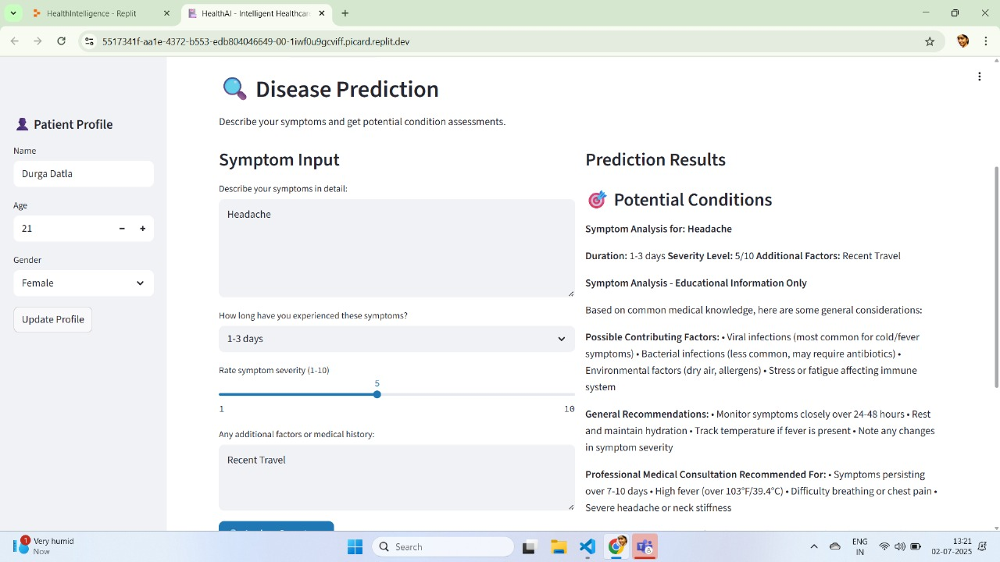 HealthIntelligence - Replit
HealthAI - Intelligent Healthcar
5517341f-aa1e-4372-b553-edb804046649-00-1iwf0u9gcviff.picard.replit.dev
Patient Profile
Name
Durga Datla
Age
21
Gender
Female
Update Profile
Disease Prediction
Describe your symptoms and get potential condition assessments.
Symptom Input
Describe your symptoms in detail:
Headache
How long have you experienced these symptoms?
1-3 days
Rate symptom severity (1-10)
5
1
10
Any additional factors or medical history:
Recent Travel
Prediction Results
Potential Conditions
Symptom Analysis for: Headache
Duration: 1-3 days Severity Level: 5/10 Additional Factors: Recent Travel
Symptom Analysis - Educational Information Only
Based on common medical knowledge, here are some general considerations:
Possible Contributing Factors: • Viral infections (most common for cold/fever
symptoms) • Bacterial infections (less common, may require antibiotics) •
Environmental factors (dry air, allergens) • Stress or fatigue affecting immune
system
General Recommendations: • Monitor symptoms closely over 24-48 hours • Rest
and maintain hydration • Track temperature if fever is present • Note any changes
in symptom severity
Professional Medical Consultation Recommended For: • Symptoms persisting
over 7-10 days • High fever (over 103°F/39.4°C) • Difficulty breathing or chest pain •
Severe headache or neck stiffness
1
Very humid
Now
Search
ENG
IN
13:21
02-07-2025